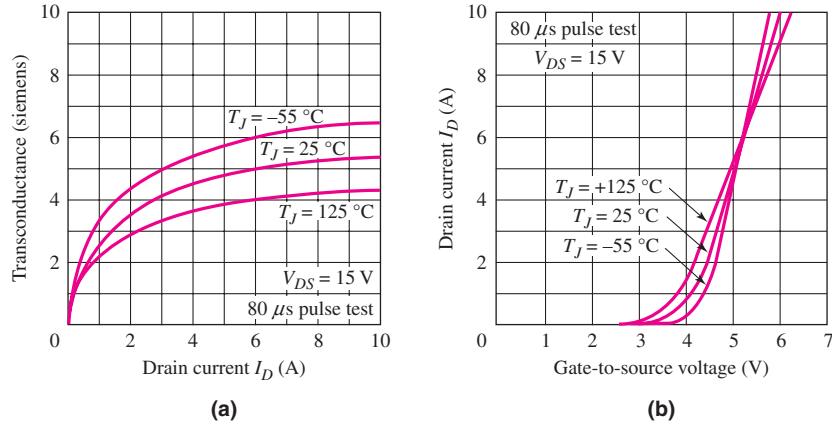 10
8
6
4
2
0
2
4
6
8
10
Transconductance (siemens)
Drain current I_D (A)
T_J = –55 °C
T_J = 25 °C
T_J = 125 °C
V_DS = 15 V
80 μs pulse test
(a)
10
8
6
4
2
0
1
2
3
4
5
6
7
Drain current I_D (A)
Gate-to-source voltage (V)
80 μs pulse test
V_DS = 15 V
T_J = +125 °C
T_J = 25 °C
T_J = –55 °C
(b)